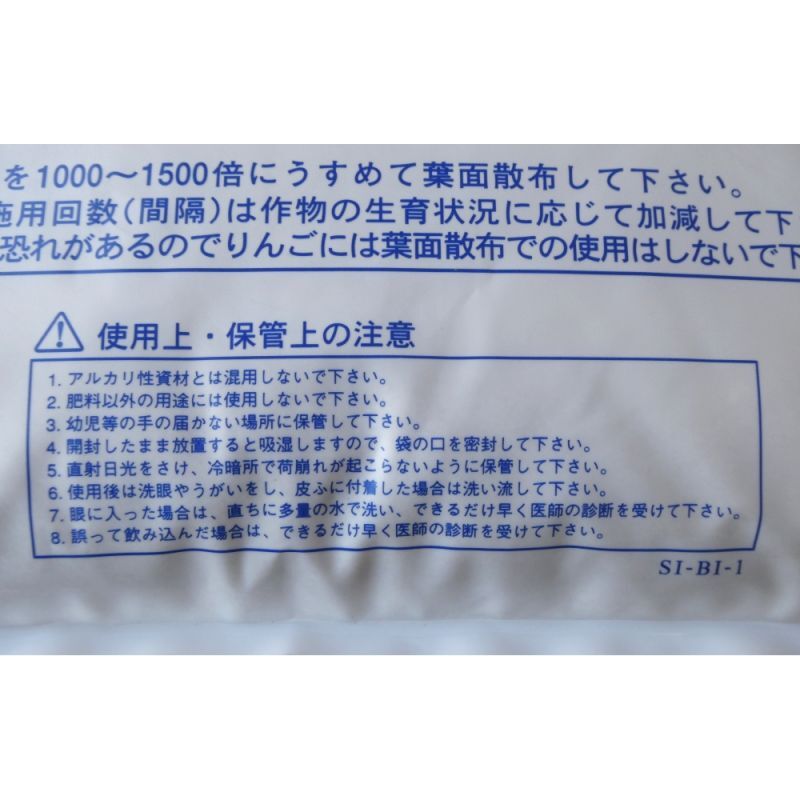 を1000〜1500倍にうすめて葉面散布して下さい。
施用回数(間隔)は作物の生育状況に応じて加減して下
恐れがあるのでりんごには葉面散布での使用はしないで下
使用上・保管上の注意
1. アルカリ性資材とは混用しないで下さい。
2. 肥料以外の用途には使用しないで下さい。
3. 幼児等の手の届かない場所に保管して下さい。
4. 開封したまま放置すると吸湿しますので、袋の口を密封して下さい。
5. 直射日光をさけ、冷暗所で荷崩れが起こらないように保管して下さい。
6. 使用後は洗眼やうがいをし、皮ふに付着した場合は洗い流して下さい。
7. 眼に入った場合は、直ちに多量の水で洗い、できるだけ早く医師の診断を受けて下さい。
8. 誤って飲み込んだ場合は、できるだけ早く医師の診断を受けて下さい。
SI-BI-1